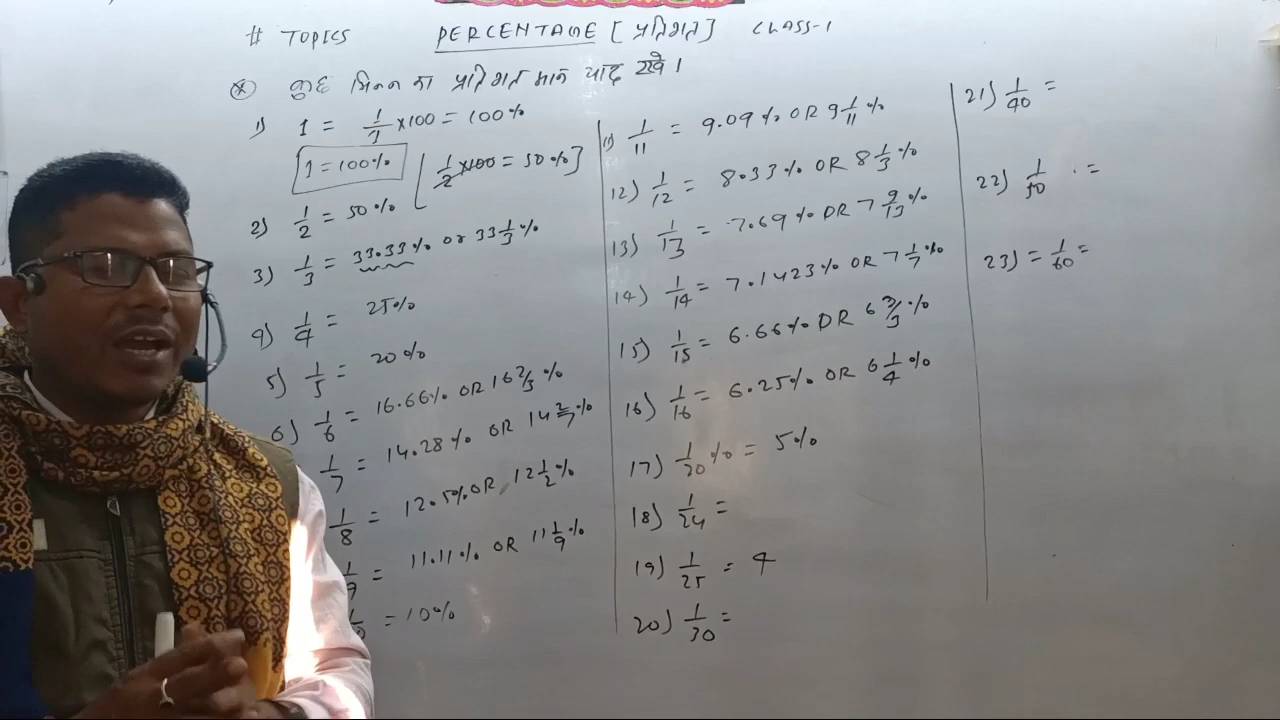 # TOPICS PERCENTAGE [प्रतिशत] CLASS-1
* कुछ भिन्न का प्रतिशत मान याद रखे।
1) 1 = 1/1 ×100 = 100%
1 = 100% [ 1/2 ×100 = 50% ]
2) 1/2 = 50%
3) 1/3 = 33.33% or 33 1/3 %
4) 1/4 = 25%
5) 1/5 = 20%
6) 1/6 = 16.66% OR 16 2/3 %
1/7 = 14.28% OR 14 2/7 %
1/8 = 12.5% OR 12 1/2 %
1/9 = 11.11% OR 11 1/9 %
= 10%
11) 1/11 = 9.09% OR 9 1/11 %
12) 1/12 = 8.33% OR 8 1/3 %
13) 1/13 = 7.69% OR 7 9/13 %
14) 1/14 = 7.1423% OR 7 1/7 %
15) 1/15 = 6.66% OR 6 2/3 %
16) 1/16 = 6.25% OR 6 1/4 %
17) 1/20 % = 5%
18) 1/24 =
19) 1/25 = 4
20) 1/30 =
21) 1/40 =
22) 1/50 =
23) = 1/60 =